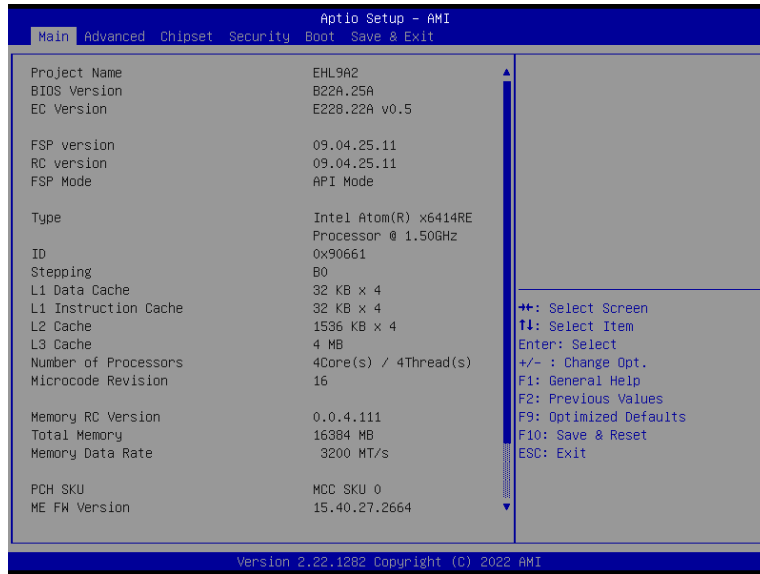 Aptio Setup – AMI
Main Advanced Chipset Security Boot Save & Exit
Project Name EHL9A2
BIOS Version B22A.25A
EC Version E228.22A v0.5
FSP version 09.04.25.11
RC version 09.04.25.11
FSP Mode API Mode
Type Intel Atom(R) x6414RE
Processor @ 1.50GHz
ID 0x90661
Stepping B0
L1 Data Cache 32 KB x 4
L1 Instruction Cache 32 KB x 4
L2 Cache 1536 KB x 4
L3 Cache 4 MB
Number of Processors 4Core(s) / 4Thread(s)
Microcode Revision 16
Memory RC Version 0.0.4.111
Total Memory 16384 MB
Memory Data Rate 3200 MT/s
PCH SKU MCC SKU 0
ME FW Version 15.40.27.2664
→←: Select Screen
↑↓: Select Item
Enter: Select
+/- : Change Opt.
F1: General Help
F2: Previous Values
F9: Optimized Defaults
F10: Save & Reset
ESC: Exit
Version 2.22.1282 Copyright (C) 2022 AMI